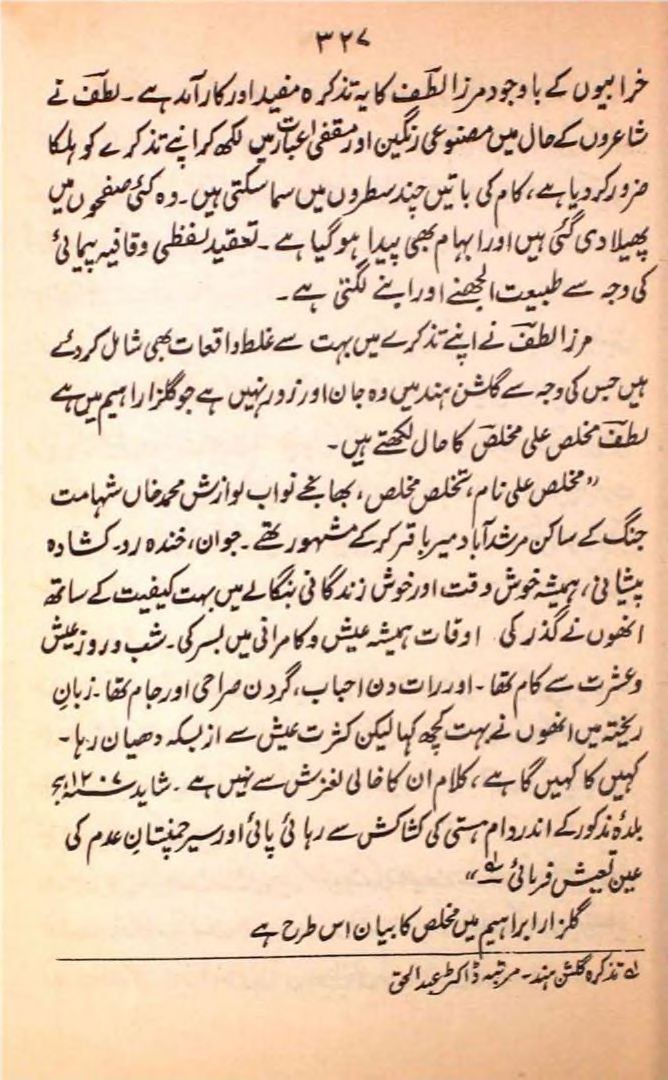 ۳۲۷
خرابیوں کے باوجود مرزا لطف کا یہ تذکرہ مفید اور کار آمد ہے۔ لطف نے
شاعروں کے حال میں مصنوعی رنگین اور مقفیٰ عبارت میں لکھ کر اپنے تذکرے کو ہلکا
ضرور کر دیا ہے، کام کی باتیں چند سطروں میں سما سکتی ہیں۔ وہ کئی صفحوں میں
پھیلا دی گئی ہیں اور ابہام بھی پیدا ہو گیا ہے۔ تعقید لفظی و قافیہ پیمائی
کی وجہ سے طبیعت الجھنے اور اپنے لگتی ہے۔
مرزا لطف نے اپنے تذکرے میں بہت سے غلط واقعات بھی شامل کر دئے
ہیں جس کی وجہ سے گلشن ہند میں وہ جان اور زور نہیں ہے جو گلزار ابراہیم میں ہے
لطف مخلص علی مخلص کا حال لکھتے ہیں۔
"مخلص علی نام، تخلص مخلص، بھانجے نواب نوازش محمد خاں شہامت
جنگ کے ساکن مرشد آباد میر باقر کر کے مشہور تھے۔ جوان، خندہ رو۔ کشادہ
پیشانی، ہمیشہ خوش وقت اور خوش زندگانی بنگالے میں بہت کیفیت کے ساتھ
انھوں نے گذر کی اوقات ہمیشہ عیش و کامرانی میں بسر کی۔ شب و روز عیش
و عشرت سے کام تھا۔ اور رات دن احباب، گردن صراحی اور جام تھا۔ زبانِ
ریختہ میں انھوں نے بہت کچھ کہا لیکن کثرت عیش سے از بسکہ دھیان رہا۔
کہیں کا کہیں گا ہے، کلام ان کا خالی لغزش سے نہیں ہے۔ شاید ۱۲۰۷ھ
بلدۂ مذکور کے اندر دام ہستی کی کشاکش سے رہائی پائی اور سیر چمنستانِ عدم کی
عین تعیش فرمائی ؂۱"
گلزار ابراہیم میں مخلص کا بیان اس طرح ہے
؂۱ تذکرہ گلشن ہند۔ مرتبہ ڈاکٹر عبدالحق